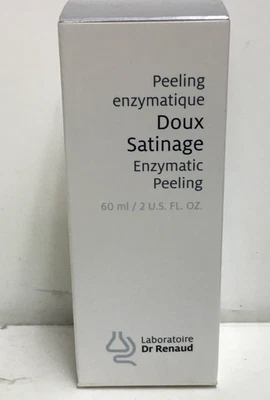 Peeling
enzymatique
Doux
Satinage
Enzymatic
Peeling
60 ml / 2 U.S. FL. OZ.
Laboratoire
Dr Renaud